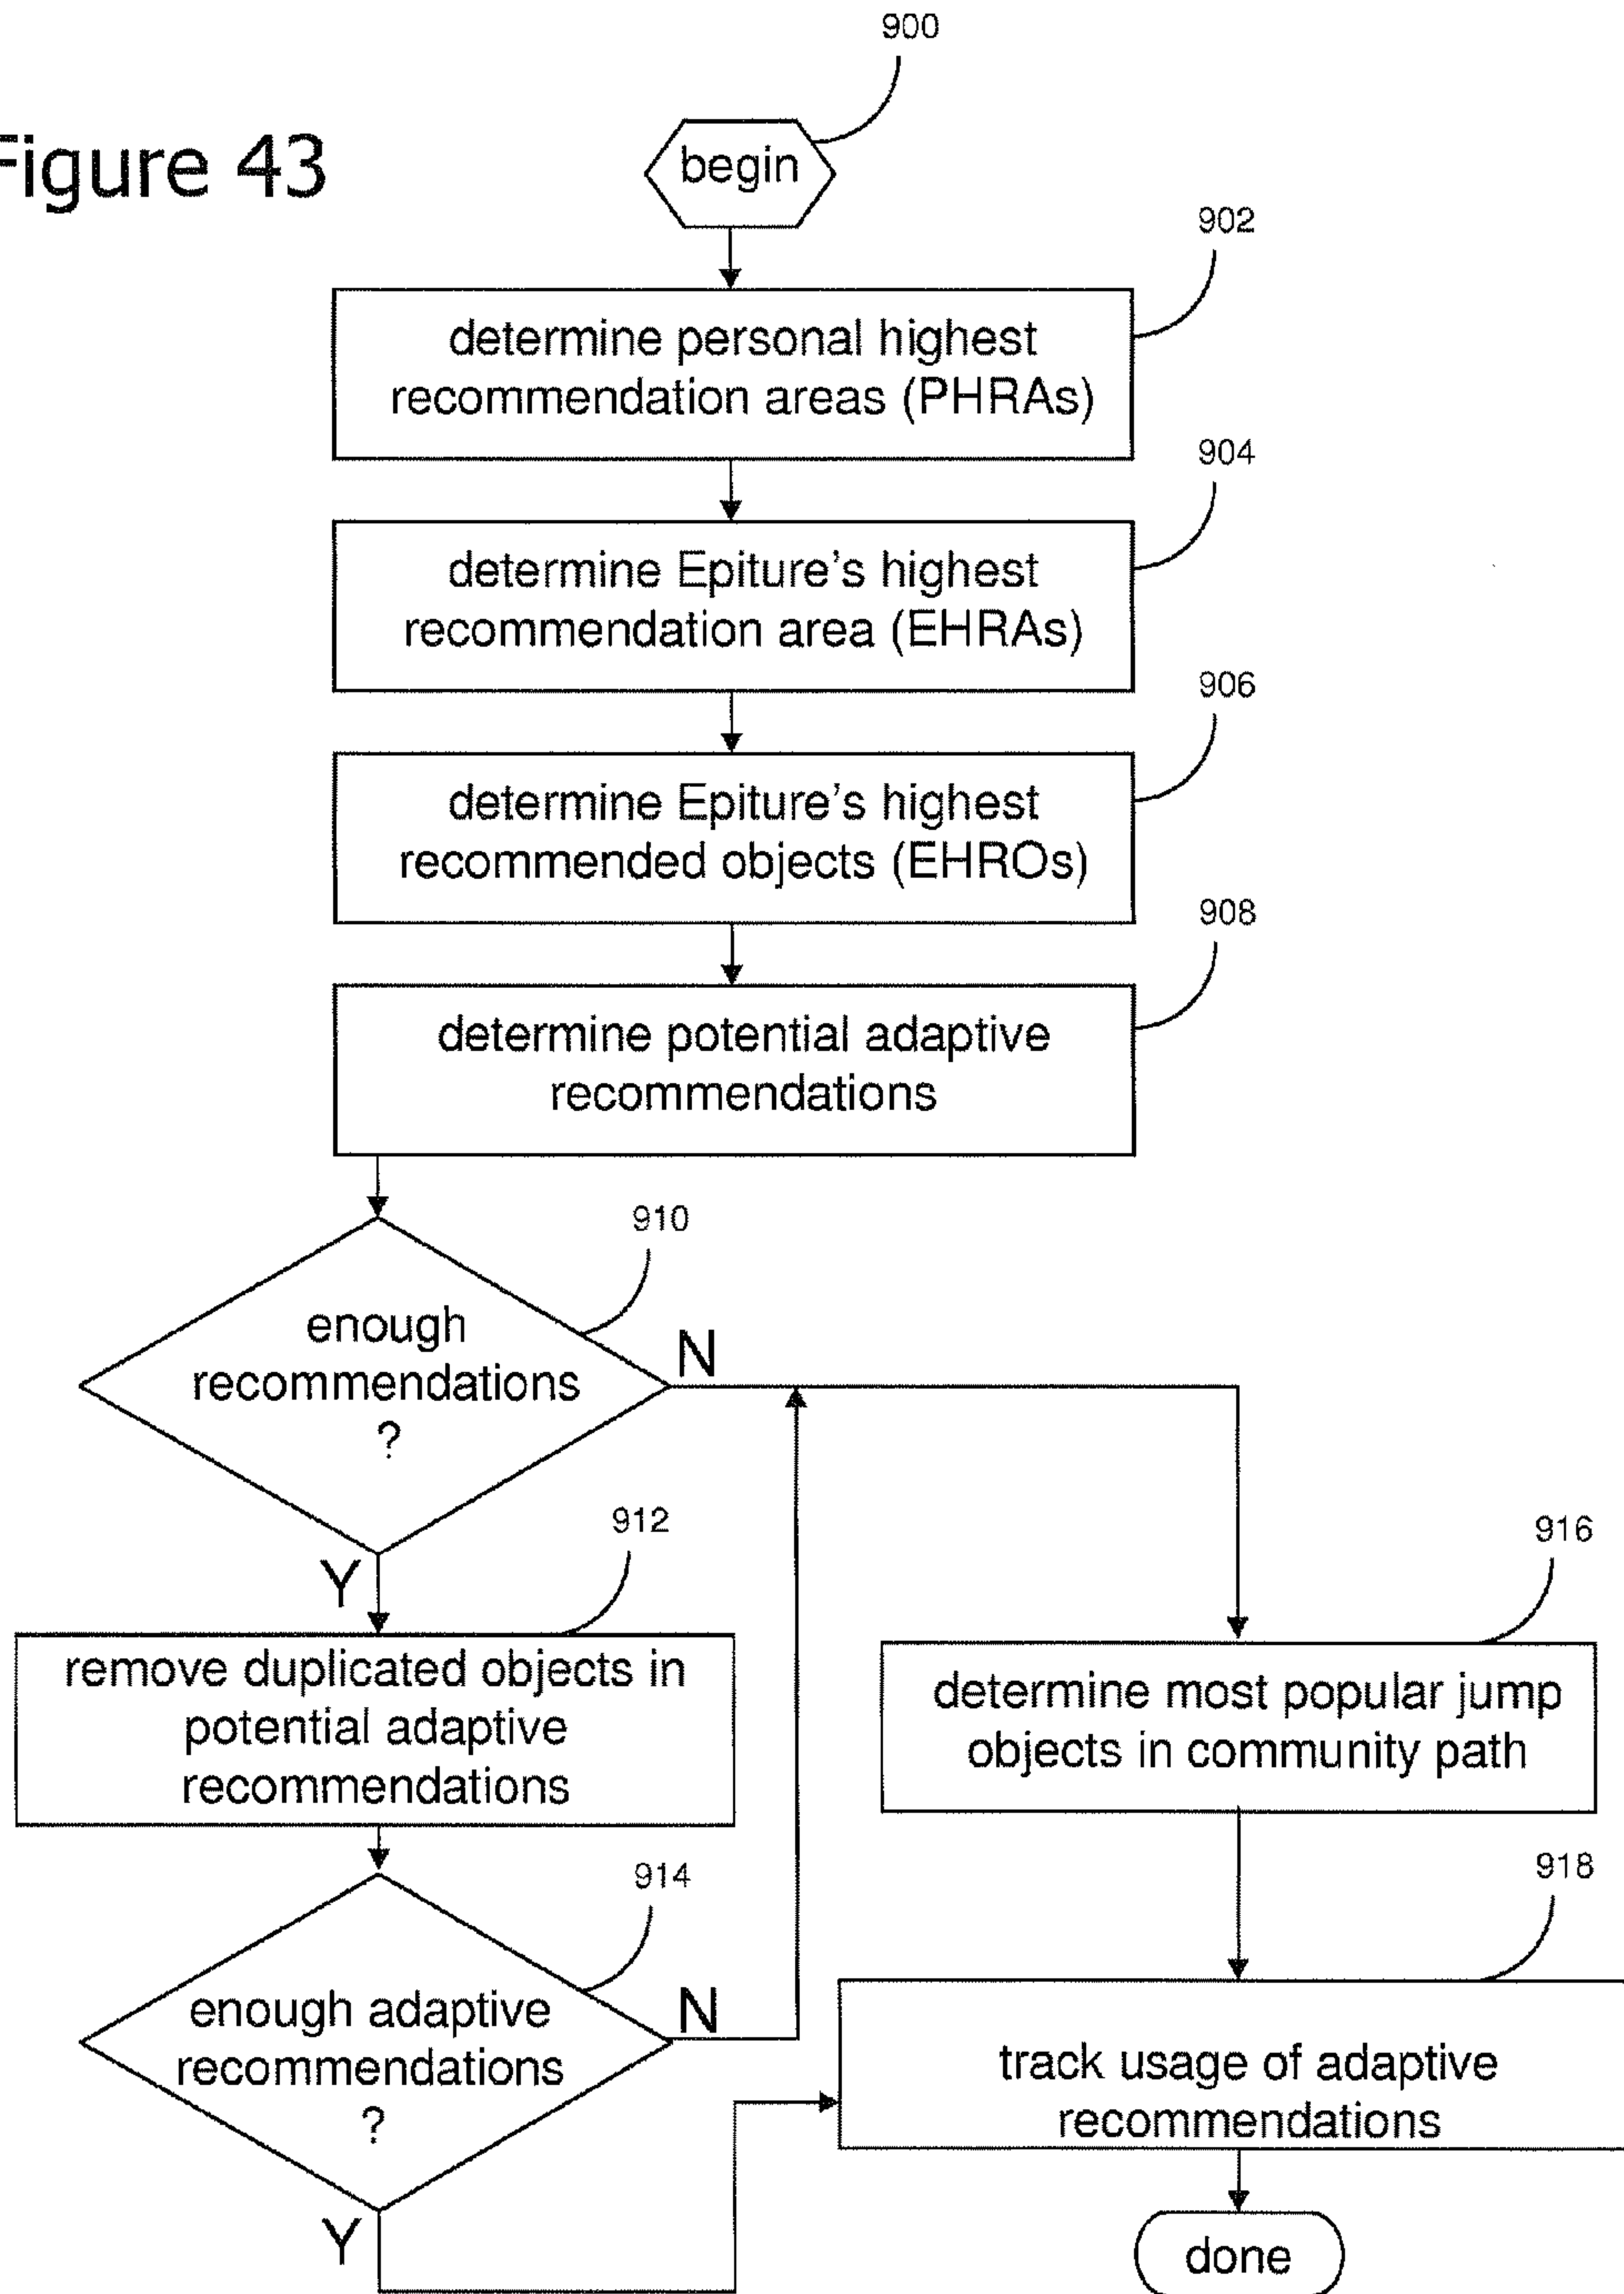 900
Figure 43
begin
902
determine personal highest
recommendation areas (PHRAs)
904
determine Epiture's highest
recommendation area (EHRAs)
906
determine Epiture's highest
recommended objects (EHROs)
908
determine potential adaptive
recommendations
910
enough
recommendations
?
N
Y
912
remove duplicated objects in
potential adaptive
recommendations
916
determine most popular jump
objects in community path
914
enough adaptive
recommendations
?
N
Y
918
track usage of adaptive
recommendations
done